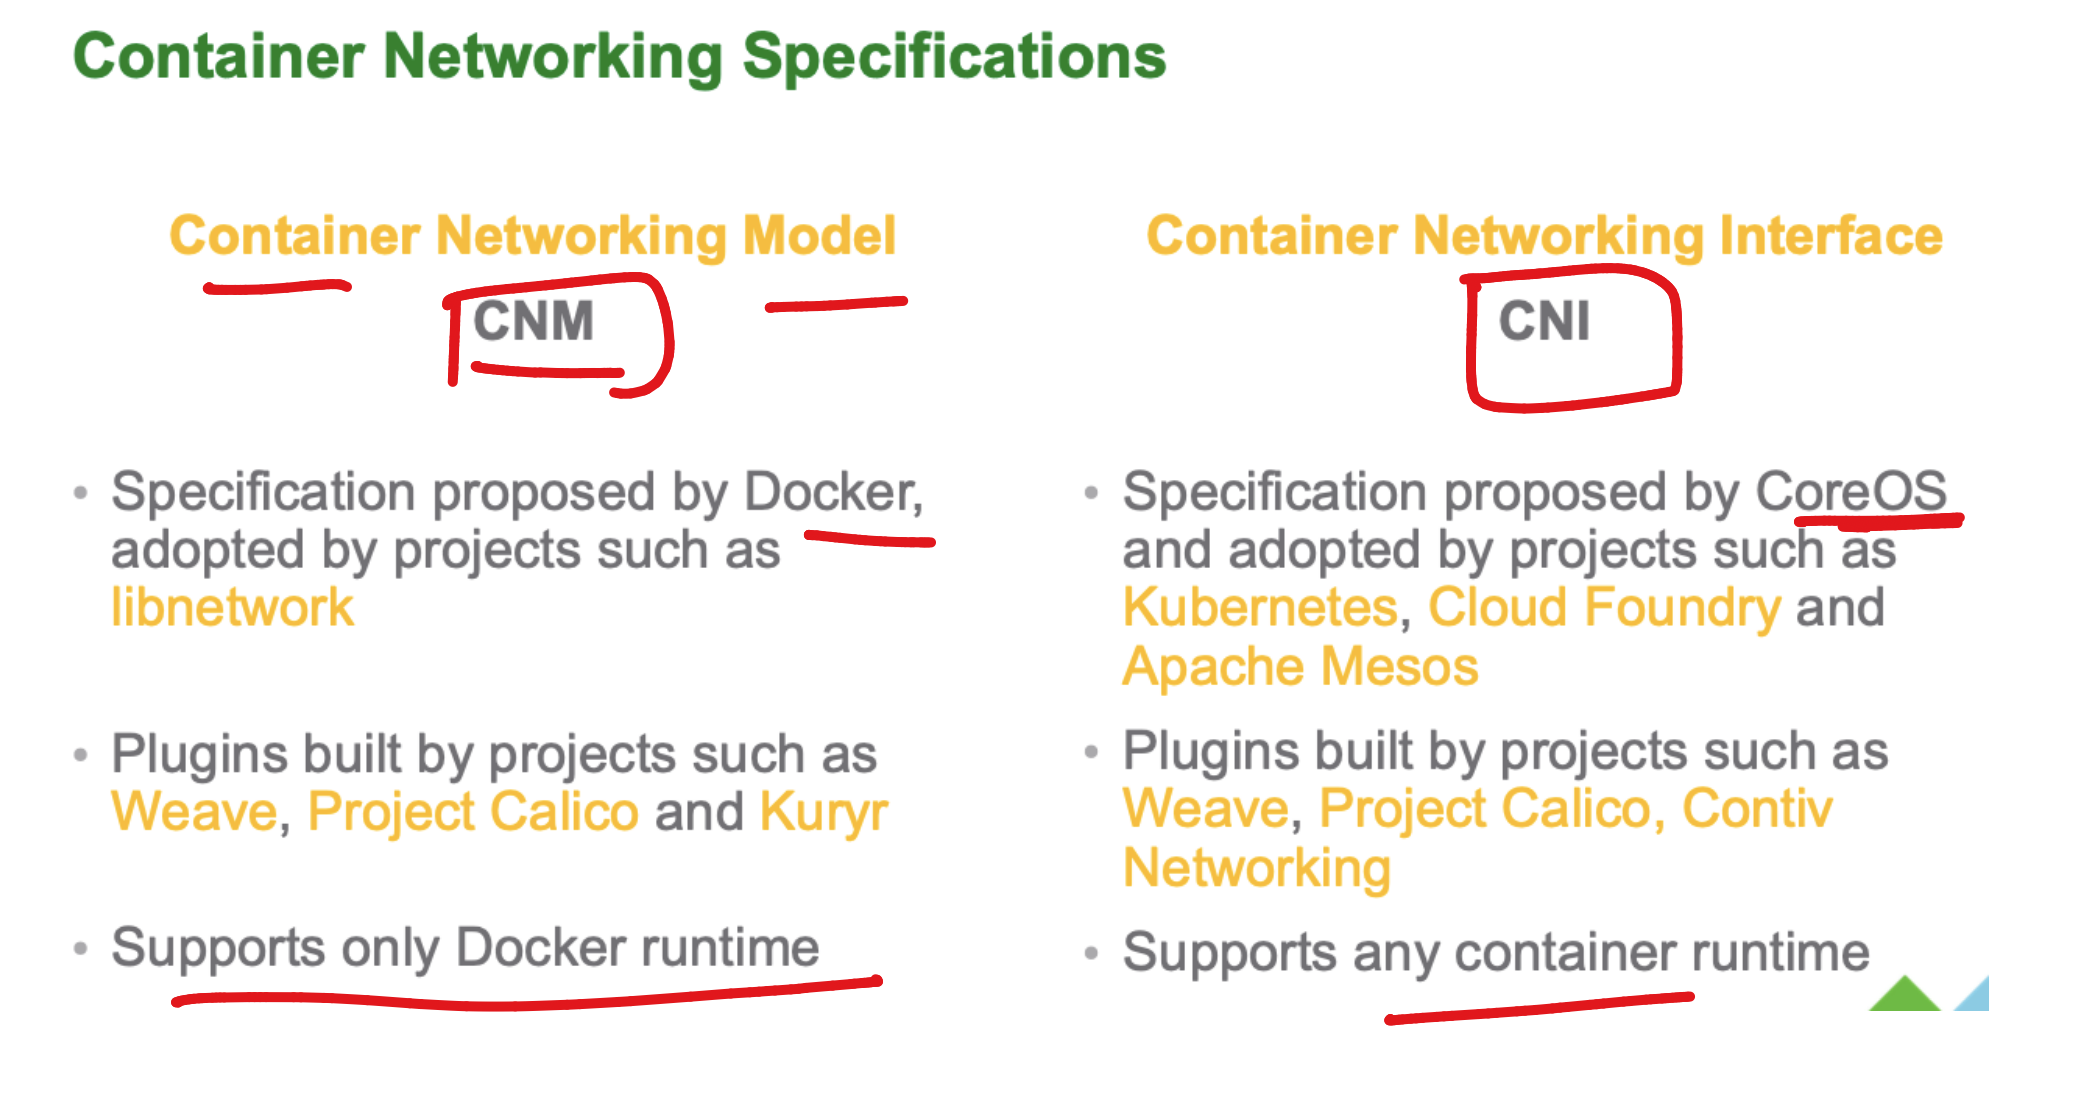 Container Networking Specifications
Container Networking Model
CNM
• Specification proposed by Docker,
adopted by projects such as
libnetwork
• Plugins built by projects such as
Weave, Project Calico and Kuryr
• Supports only Docker runtime
Container Networking Interface
CNI
• Specification proposed by CoreOS
and adopted by projects such as
Kubernetes, Cloud Foundry and
Apache Mesos
• Plugins built by projects such as
Weave, Project Calico, Contiv
Networking
• Supports any container runtime